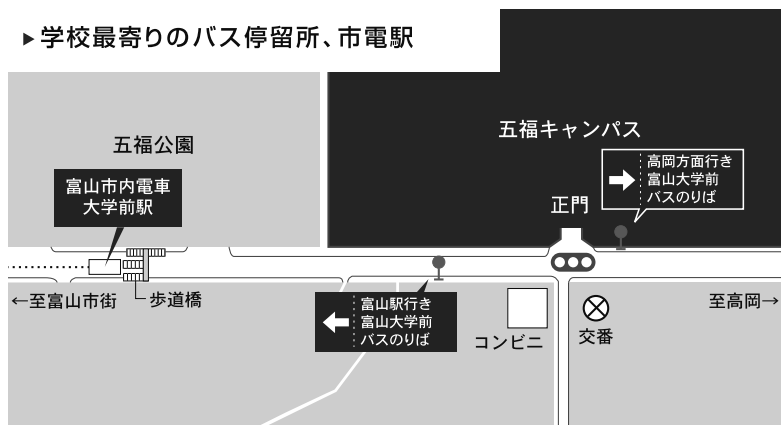 ▶学校最寄りのバス停留所、市電駅
五福公園
五福キャンパス
高岡方面行き
富山大学前
バスのりば
富山市内電車
大学前駅
正門
←至富山市街
歩道橋
富山駅行き
富山大学前
バスのりば
コンビニ
交番
至高岡→